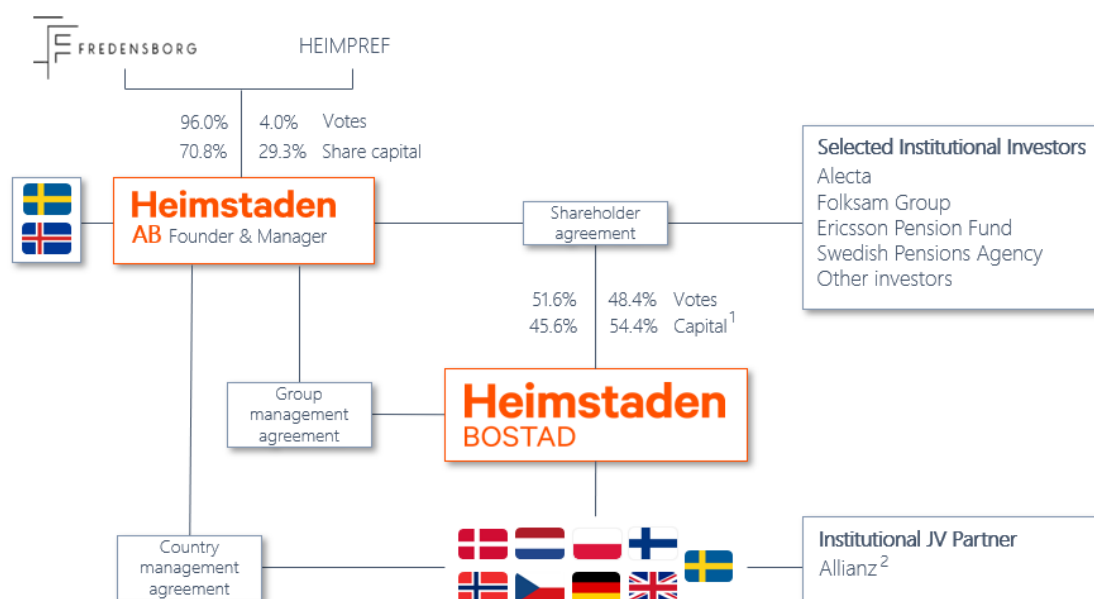 FREDENSBORG
HEIMPREF
96.0% 4.0% Votes
70.8% 29.3% Share capital
Heimstaden
AB Founder & Manager
Shareholder
agreement
Selected Institutional Investors
Alecta
Folksam Group
Ericsson Pension Fund
Swedish Pensions Agency
Other investors
51.6% 48.4% Votes
45.6% 54.4% Capital¹
Group
management
agreement
Heimstaden
BOSTAD
Country
management
agreement
Institutional JV Partner
Allianz²